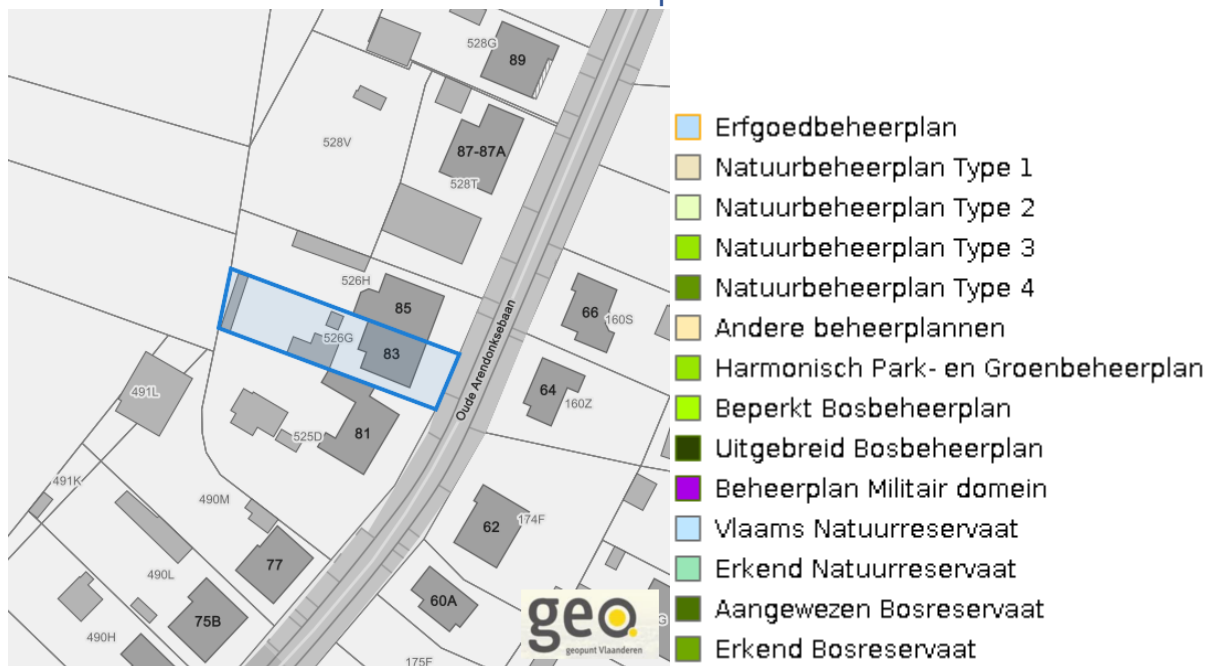 528G
89
528V
87-87A
528T
526H
85
66
160S
526G
83
Oude Arendonksebaan
64
160Z
491L
81
525D
491K
490M
62
174F
77
490L
60A
75B
490H
175F
G
geo
geopunt Vlaanderen
Erfgoedbeheerplan
Natuurbeheerplan Type 1
Natuurbeheerplan Type 2
Natuurbeheerplan Type 3
Natuurbeheerplan Type 4
Andere beheerplannen
Harmonisch Park- en Groenbeheerplan
Beperkt Bosbeheerplan
Uitgebreid Bosbeheerplan
Beheerplan Militair domein
Vlaams Natuurreservaat
Erkend Natuurreservaat
Aangewezen Bosreservaat
Erkend Bosreservaat